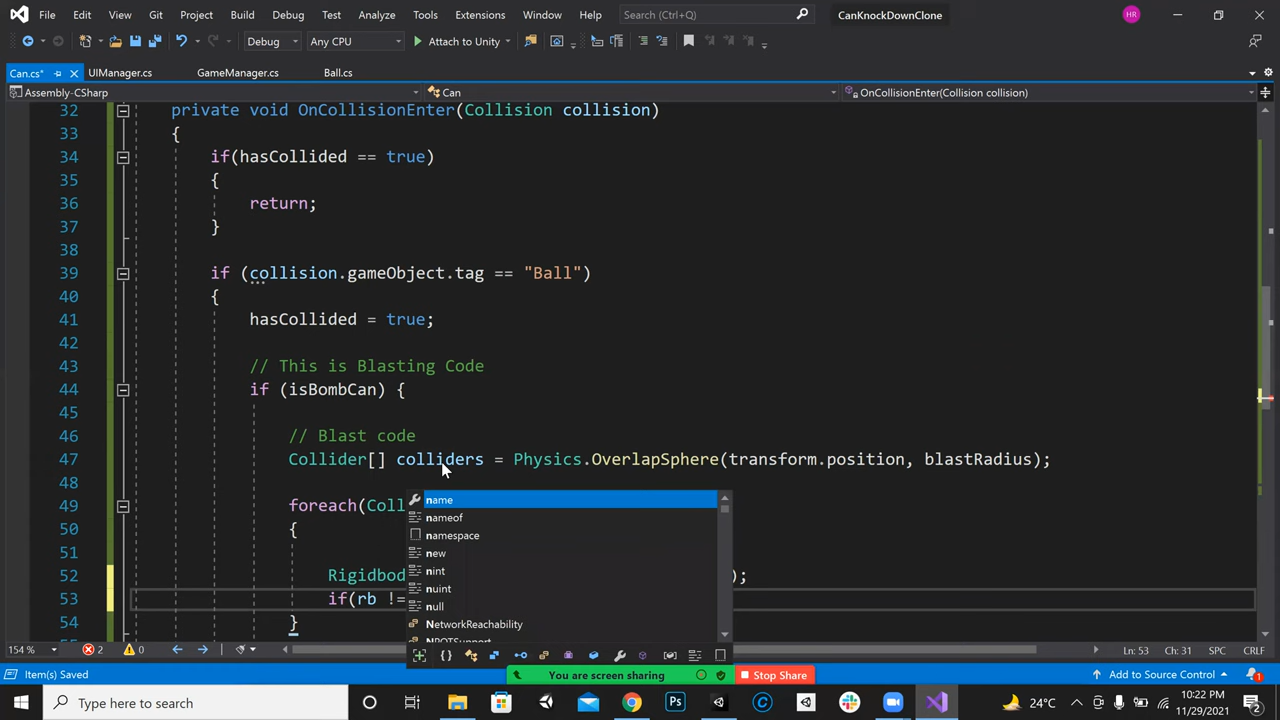 File Edit View Git Project Build Debug Test Analyze Tools Extensions Window Help Search (Ctrl+Q) CanKnockDownClone HR
Debug Any CPU Attach to Unity
Can.cs* UIManager.cs GameManager.cs Ball.cs
Assembly-CSharp Can OnCollisionEnter(Collision collision)
32 private void OnCollisionEnter(Collision collision)
33 {
34 if(hasCollided == true)
35 {
36 return;
37 }
38
39 if (collision.gameObject.tag == "Ball")
40 {
41 hasCollided = true;
42
43 // This is Blasting Code
44 if (isBombCan) {
45
46 // Blast code
47 Collider[] colliders = Physics.OverlapSphere(transform.position, blastRadius);
48
49 foreach(Coll
name
50 {
nameof
51
namespace
new
52 Rigidbod );
nint
nuint
53 if(rb !=
null
54 }
NetworkReachability
NPOTSupport
154 % 2 0 Ln: 53 Ch: 31 SPC CRLF
Item(s) Saved You are screen sharing Stop Share Add to Source Control 1
Type here to search 24°C 10:22 PM
11/29/2021 1